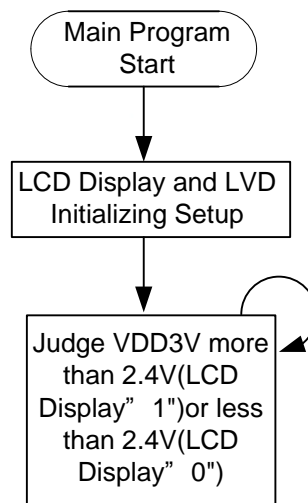 Main Program
Start
LCD Display and LVD
Initializing Setup
Judge VDD3V more
than 2.4V(LCD
Display” 1")or less
than 2.4V(LCD
Display” 0")